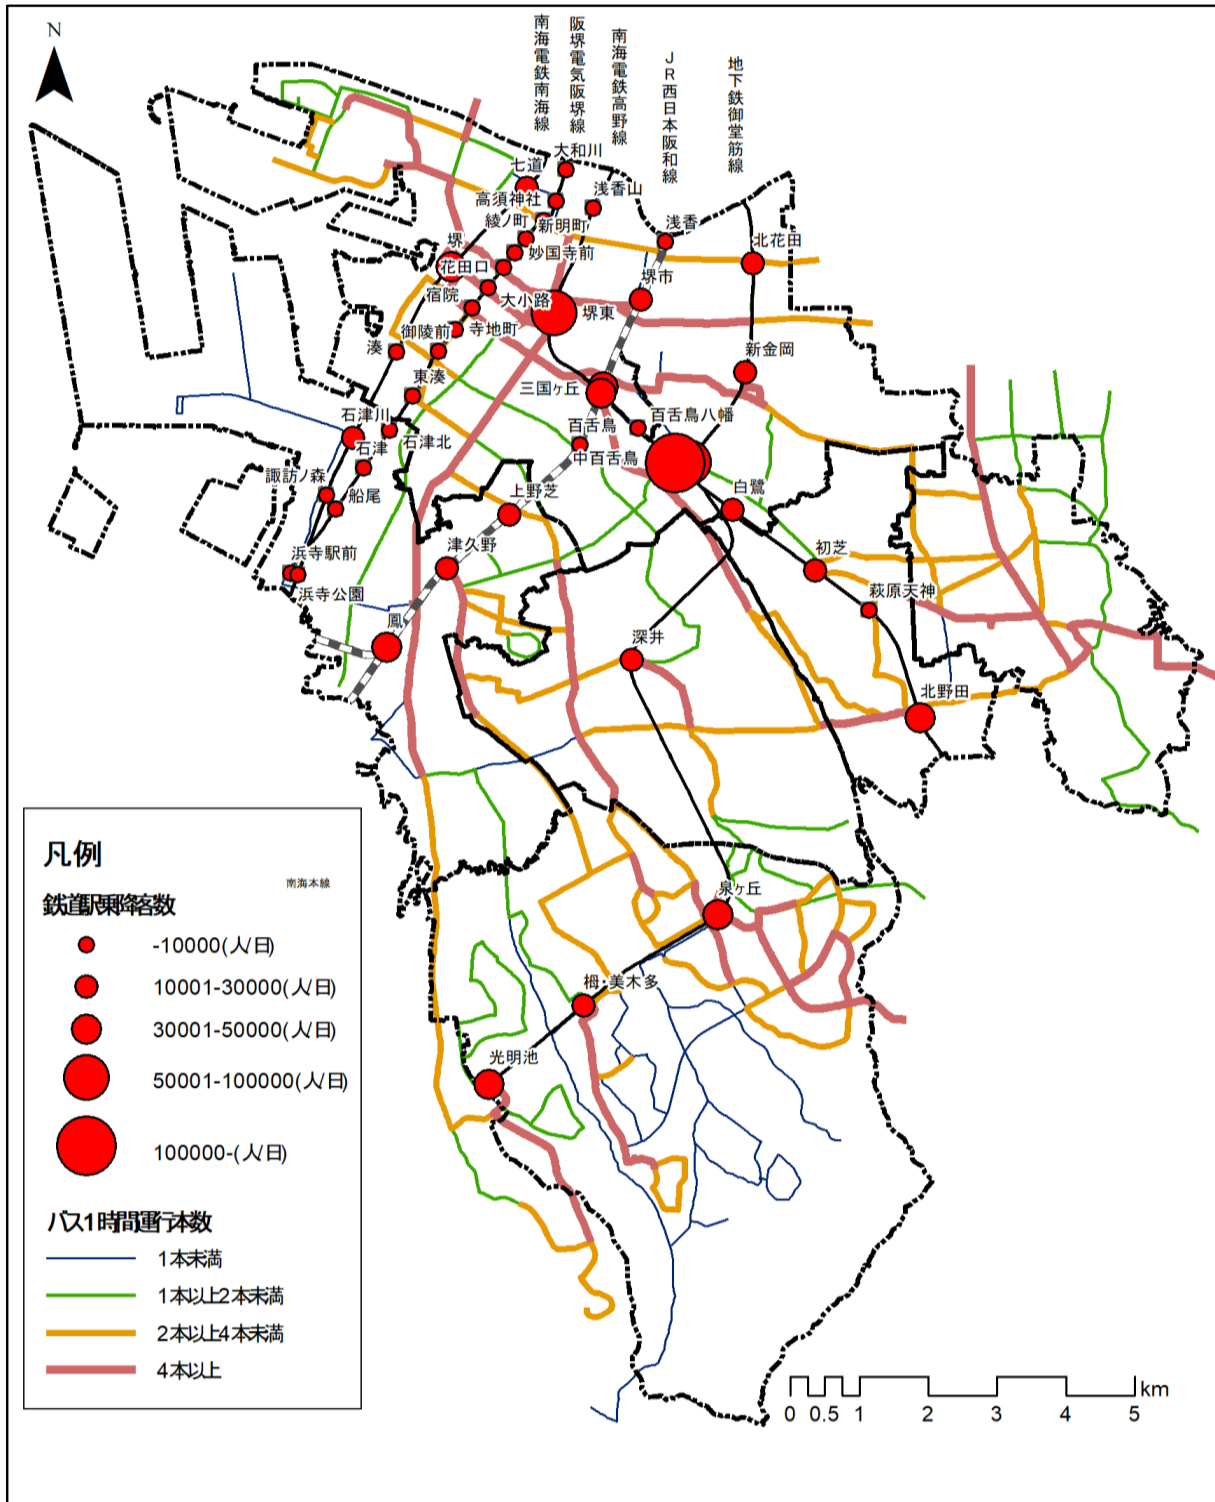 N
南海電鉄南海線
阪堺電気阪堺線
南海電鉄高野線
JR西日本阪和線
地下鉄御堂筋線
大和川
七道
高須神社
浅香山
綾ノ町
新明町
浅香
北花田
堺
花田口
妙国寺前
堺市
宿院
大小路
堺東
御陵前
寺地町
湊
新金岡
東湊
三国ヶ丘
石津川
百舌鳥
百舌鳥八幡
石津
石津北
中百舌鳥
諏訪ノ森
船尾
上野芝
白鷺
津久野
初芝
浜寺駅前
浜寺公園
萩原天神
鳳
深井
北野田
泉ヶ丘
栂・美木多
光明池
凡例
南海本線
鉄道駅乗降客数
-10000(人/日)
10001-30000(人/日)
30001-50000(人/日)
50001-100000(人/日)
100000-(人/日)
バス1時間運行本数
1本未満
1本以上2本未満
2本以上4本未満
4本以上
km
0 0.5 1 2 3 4 5